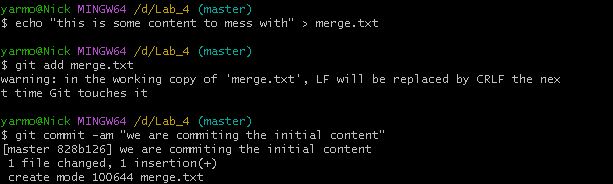 yarmo@Nick MINGW64 /d/Lab_4 (master)
$ echo "this is some content to mess with" > merge.txt
yarmo@Nick MINGW64 /d/Lab_4 (master)
$ git add merge.txt
warning: in the working copy of 'merge.txt', LF will be replaced by CRLF the nex
t time Git touches it
yarmo@Nick MINGW64 /d/Lab_4 (master)
$ git commit -am "we are commiting the initial content"
[master 828b126] we are commiting the initial content
 1 file changed, 1 insertion(+)
 create mode 100644 merge.txt